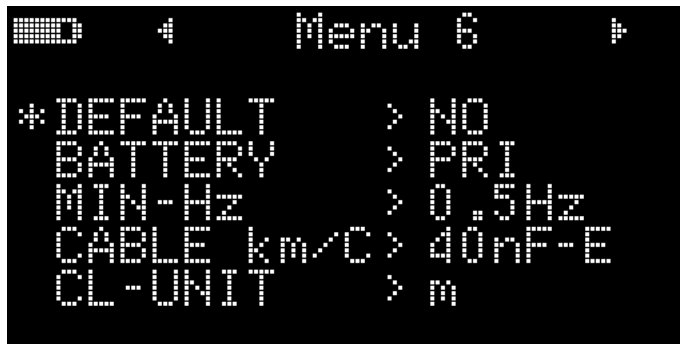 Menu 6
*DEFAULT > NO
BATTERY > PRI
MIN-Hz > 0.5Hz
CABLE km/C> 40nF-E
CL-UNIT > m